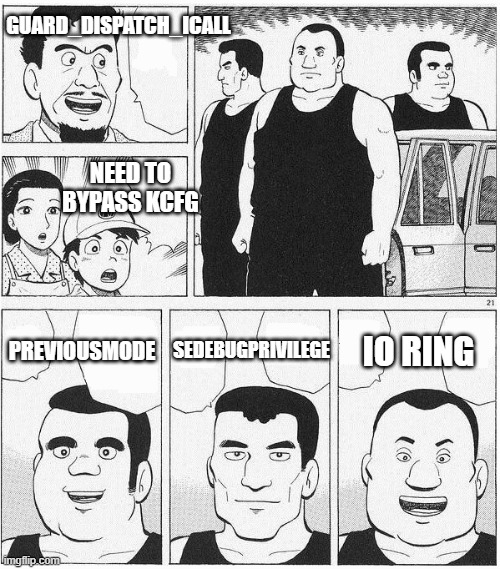 GUARD_DISPATCH_ICALL
NEED TO
BYPASS KCFG
21
PREVIOUSMODE
SEDEBUGPRIVILEGE
IO RING
imgflip.com